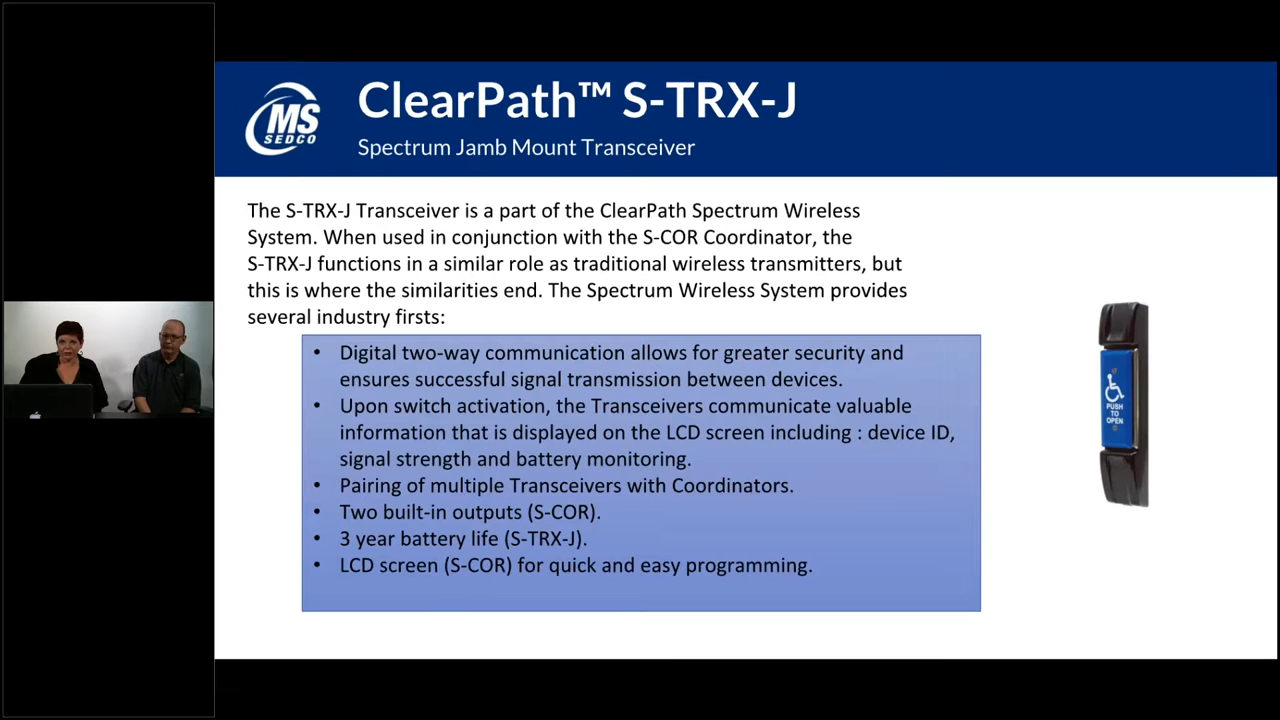 MS
SEDCO
ClearPath™ S-TRX-J
Spectrum Jamb Mount Transceiver
The S-TRX-J Transceiver is a part of the ClearPath Spectrum Wireless
System. When used in conjunction with the S-COR Coordinator, the
S-TRX-J functions in a similar role as traditional wireless transmitters, but
this is where the similarities end. The Spectrum Wireless System provides
several industry firsts:
• Digital two-way communication allows for greater security and
ensures successful signal transmission between devices.
• Upon switch activation, the Transceivers communicate valuable
information that is displayed on the LCD screen including : device ID,
signal strength and battery monitoring.
• Pairing of multiple Transceivers with Coordinators.
• Two built-in outputs (S-COR).
• 3 year battery life (S-TRX-J).
• LCD screen (S-COR) for quick and easy programming.
PUSH
TO
OPEN